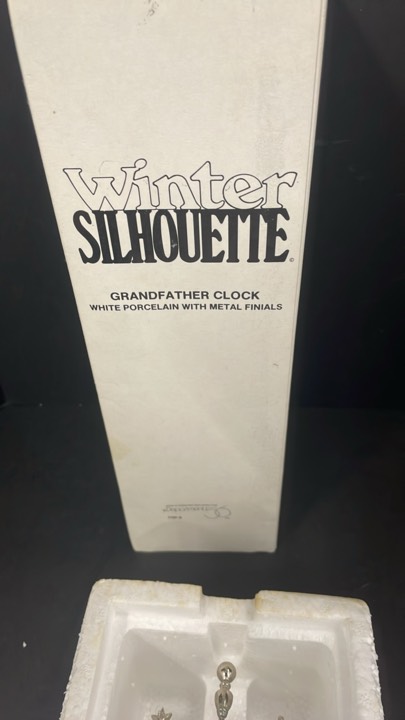 Winter
SILHOUETTE®
GRANDFATHER CLOCK
WHITE PORCELAIN WITH METAL FINIALS